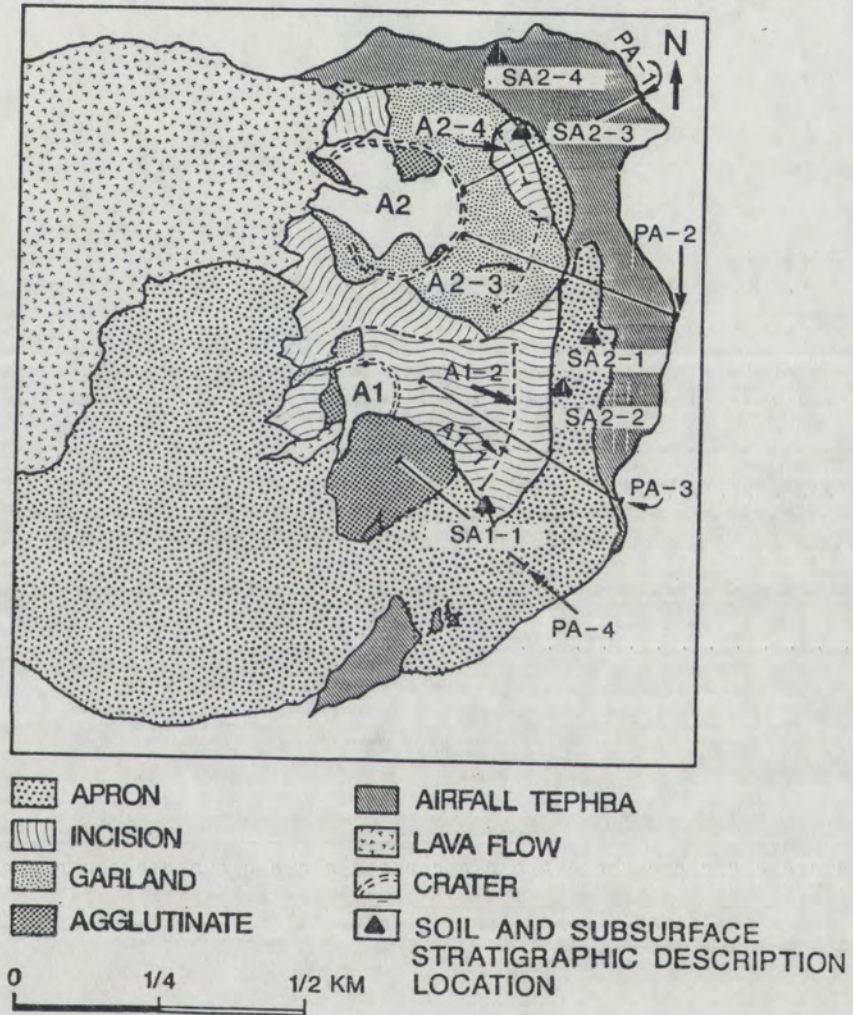 N
PA-1
SA2-4
A2-4
SA2-3
A2
PA-2
A2-3
SA2-1
A1-2
A1
SA2-2
A1-1
PA-3
SA1-1
PA-4
APRON
INCISION
GARLAND
AGGLUTINATE
AIRFALL TEPHRA
LAVA FLOW
CRATER
SOIL AND SUBSURFACE
STRATIGRAPHIC DESCRIPTION
LOCATION
0 1/4 1/2 KM